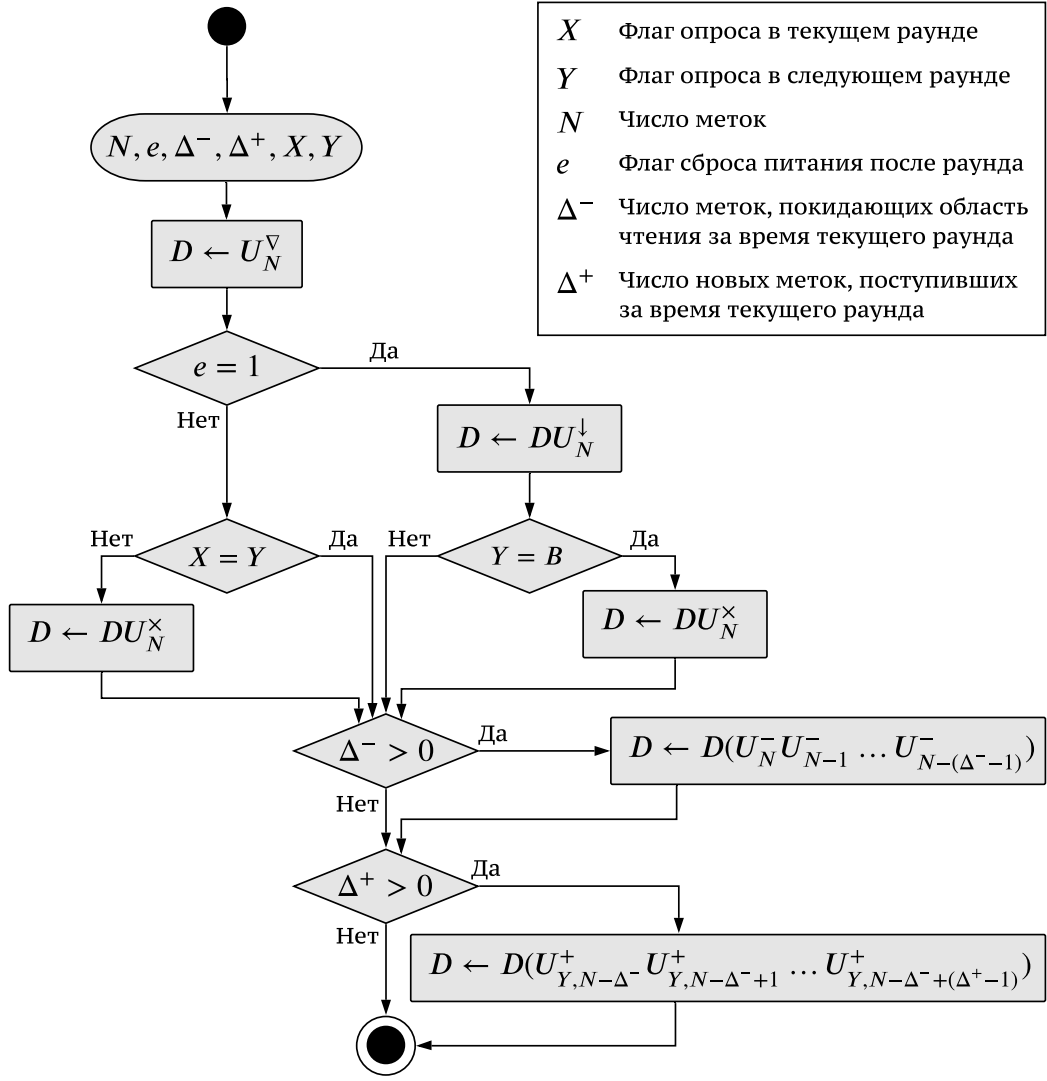 X Флаг опроса в текущем раунде
Y Флаг опроса в следующем раунде
N Число меток
e Флаг сброса питания после раунда
Δ⁻ Число меток, покидающих область
чтения за время текущего раунда
Δ⁺ Число новых меток, поступивших
за время текущего раунда
N, e, Δ⁻, Δ⁺, X, Y
D ← U_N^∇
e = 1
Да
Нет
D ← DU_N^↓
Нет
X = Y
Да
Нет
Y = B
Да
D ← DU_N^×
D ← DU_N^×
Δ⁻ > 0
Да
D ← D(U_N^- U_{N−1}^- … U_{N−(Δ⁻−1)}^-)
Нет
Δ⁺ > 0
Да
Нет
D ← D(U_{Y,N−Δ⁻}^+ U_{Y,N−Δ⁻+1}^+ … U_{Y,N−Δ⁻+(Δ⁺−1)}^+)